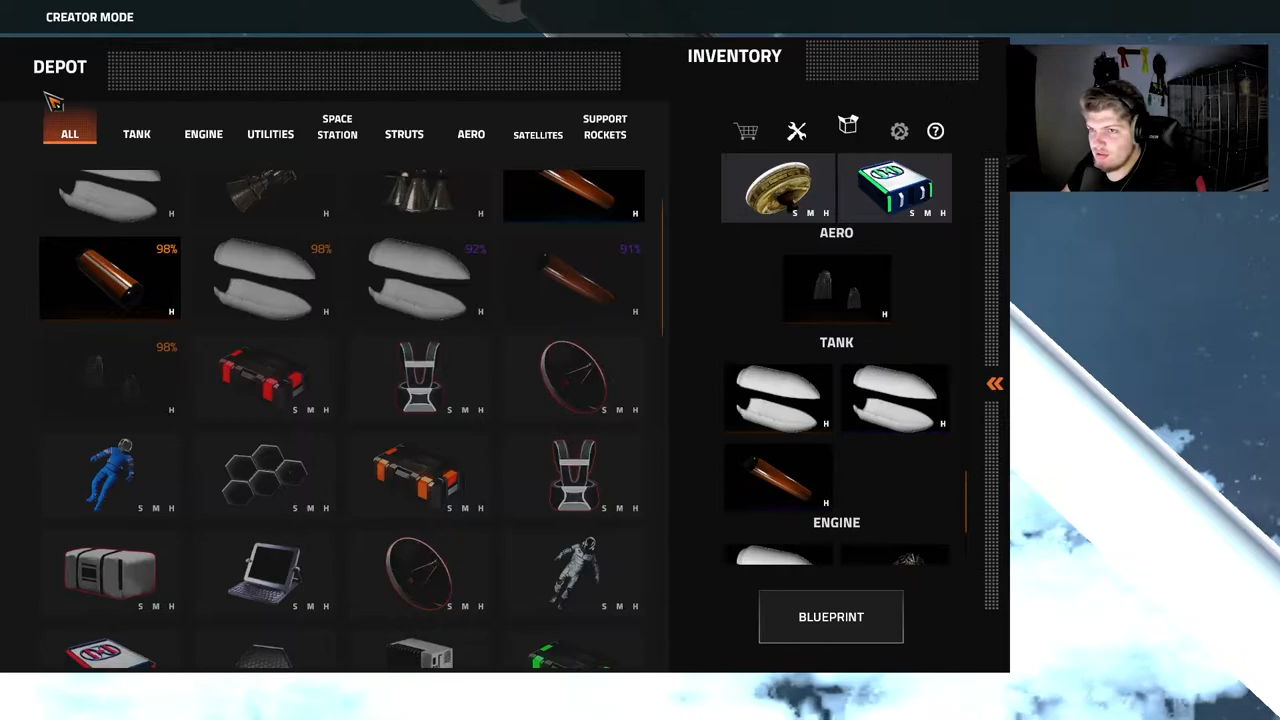 CREATOR MODE
DEPOT
INVENTORY
ALL
TANK
ENGINE
UTILITIES
SPACE
STATION
STRUTS
AERO
SATELLITES
SUPPORT
ROCKETS
?
H
H
H
H
S M H
S M H
AERO
98%
98%
92%
91%
H
H
H
H
H
TANK
98%
H
M H
S M H
S M H
H
H
S M H
S M H
S M H
S M H
H
ENGINE
S M H
M H
S M H
S M H
BLUEPRINT